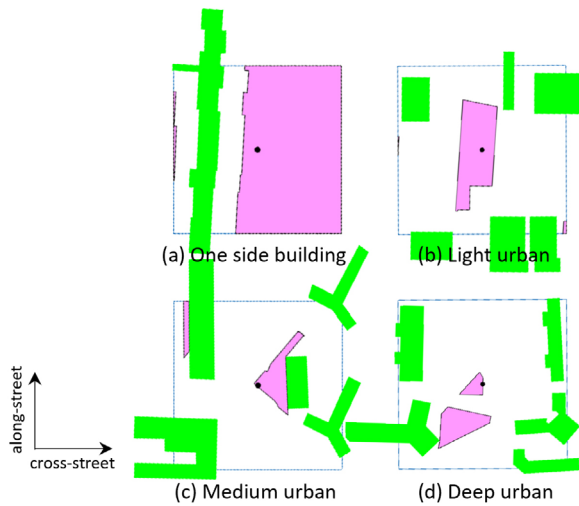 (a) One side building
(b) Light urban
along-street
cross-street
(c) Medium urban
(d) Deep urban